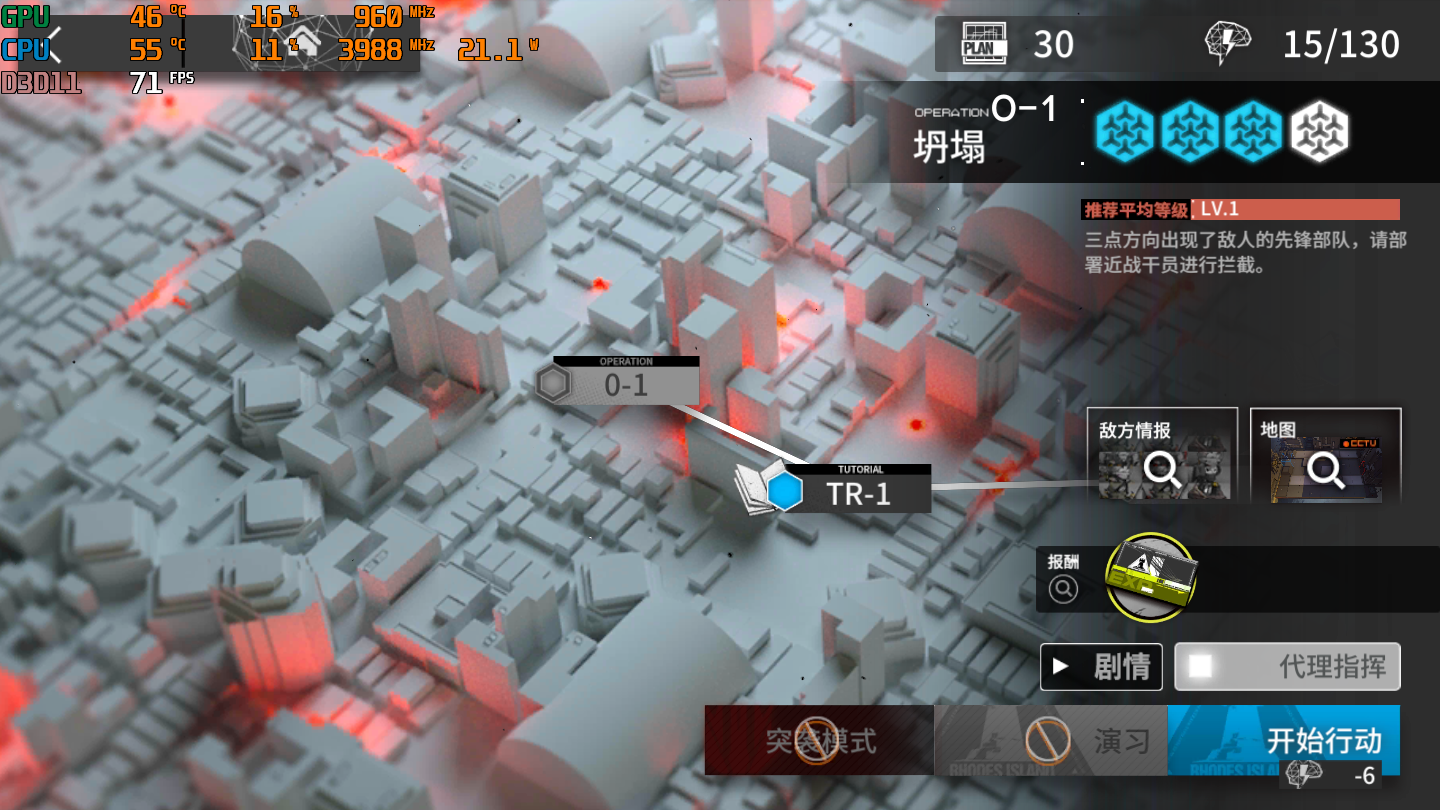 GPU 46 °C 16 % 960 MHz
CPU 55 °C 11 % 3988 MHz 21.1 W
D3D11 71 FPS
PLAN 30
15/130
OPERATION 0-1
坍塌
推荐平均等级 LV.1
三点方向出现了敌人的先锋部队，请部
署近战干员进行拦截。
OPERATION
0-1
TUTORIAL
TR-1
敌方情报
地图
CCTV
报酬
EXP
剧情
代理指挥
突袭模式
演习
RHODES ISLAND
开始行动
-6